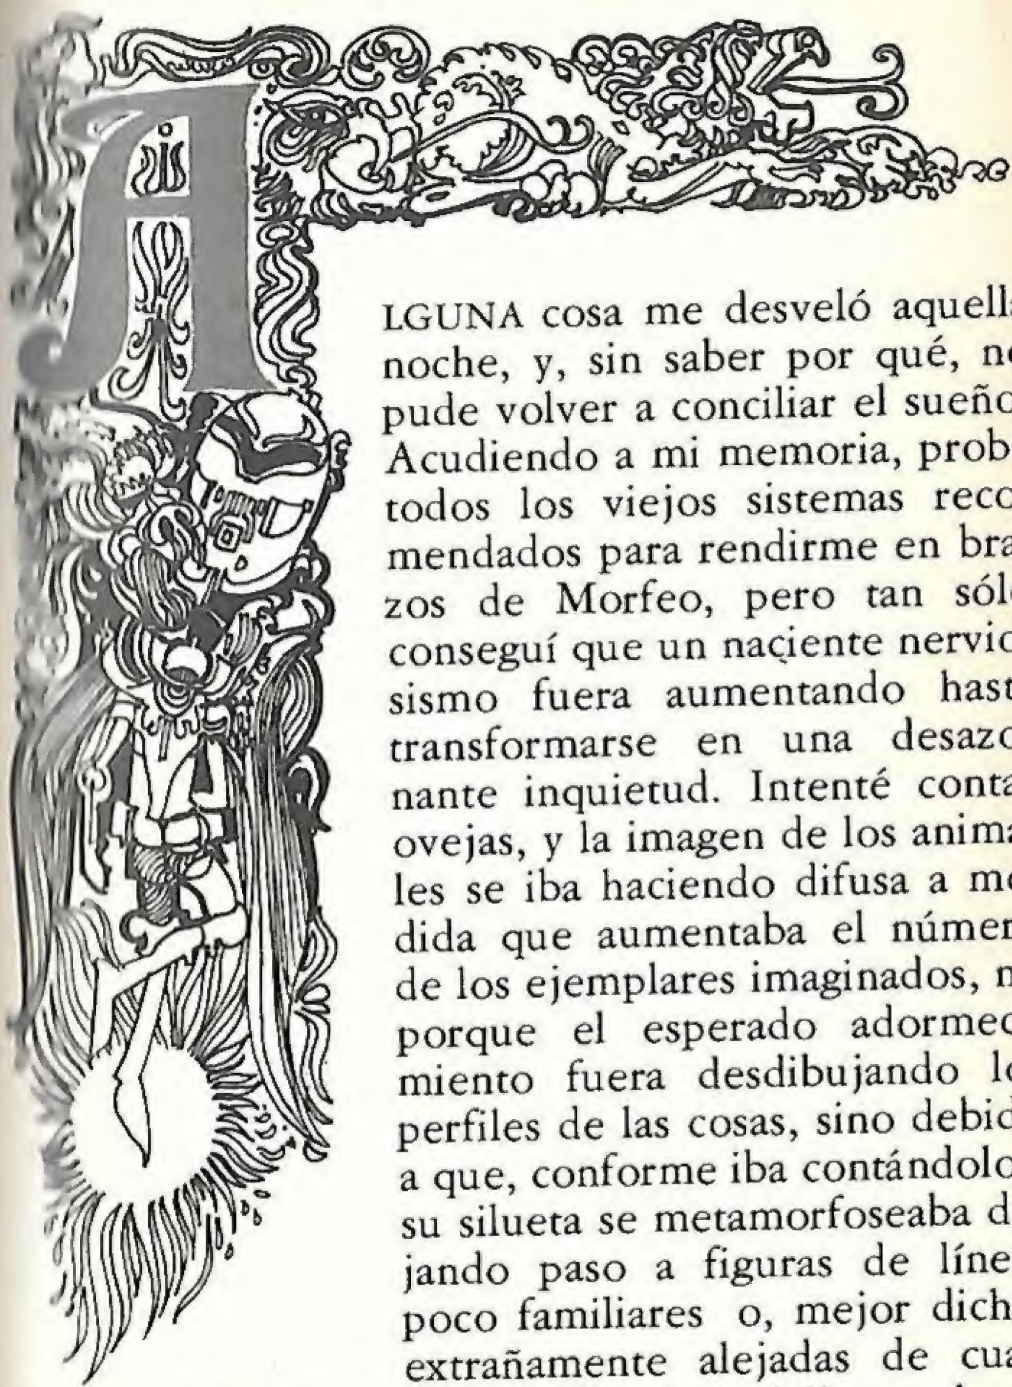 A
LGUNA cosa me desveló aquella
noche, y, sin saber por qué, no
pude volver a conciliar el sueño
Acudiendo a mi memoria, prob
todos los viejos sistemas reco
mendados para rendirme en bra
zos de Morfeo, pero tan sólo
conseguí que un naciente nervio
sismo fuera aumentando hast
transformarse en una desazo
nante inquietud. Intenté conta
ovejas, y la imagen de los anima
les se iba haciendo difusa a me
dida que aumentaba el númer
de los ejemplares imaginados, n
porque el esperado adormec
miento fuera desdibujando lo
perfiles de las cosas, sino debid
a que, conforme iba contándolo
su silueta se metamorfoseaba d
jando paso a figuras de líne
poco familiares o, mejor dich
extrañamente alejadas de cua